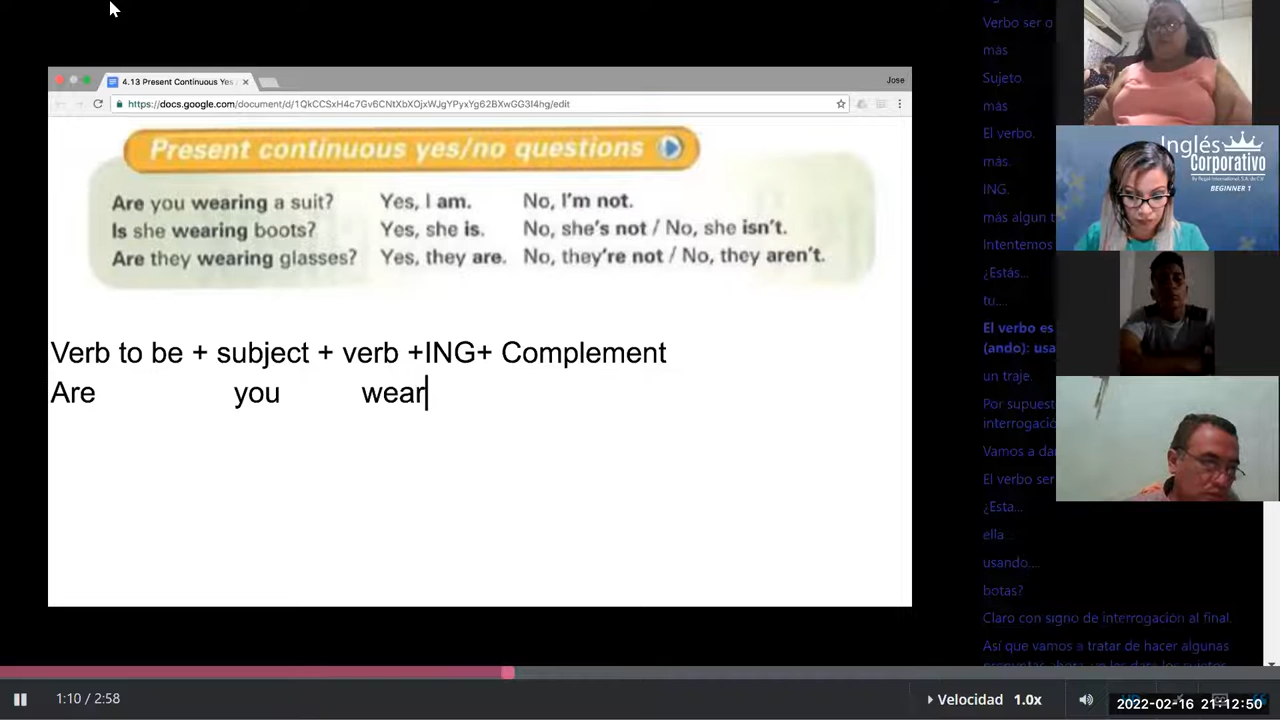 4.13 Present Continuous Yes
Jose
https://docs.google.com/document/d/1QkCCSxH4c7Gv6CNtXbXOjxWJgYPyxYg62BXwGG3I4hg/edit
Present continuous yes/no questions
Are you wearing a suit? Yes, I am. No, I'm not.
Is she wearing boots? Yes, she is. No, she's not / No, she isn't.
Are they wearing glasses? Yes, they are. No, they're not / No, they aren't.
Verb to be + subject + verb +ING+ Complement
Are you wear
Verbo ser o
más
Sujeto.
más
El verbo.
más.
ING.
más algun t
Intentemos
¿Estás...
tu....
El verbo es
(ando): usa
un traje.
Por supues
interrogació
Vamos a da
El verbo ser
¿Esta...
ella...
usando....
botas?
Claro con signo de interrogación al final.
Así que vamos a tratar de hacer algunas
Inglés
Corporativo
By Regal International, S.A. de C.V.
BEGINNER 1
1:10 / 2:58
Velocidad 1.0x
2022-02-16 21:12:50